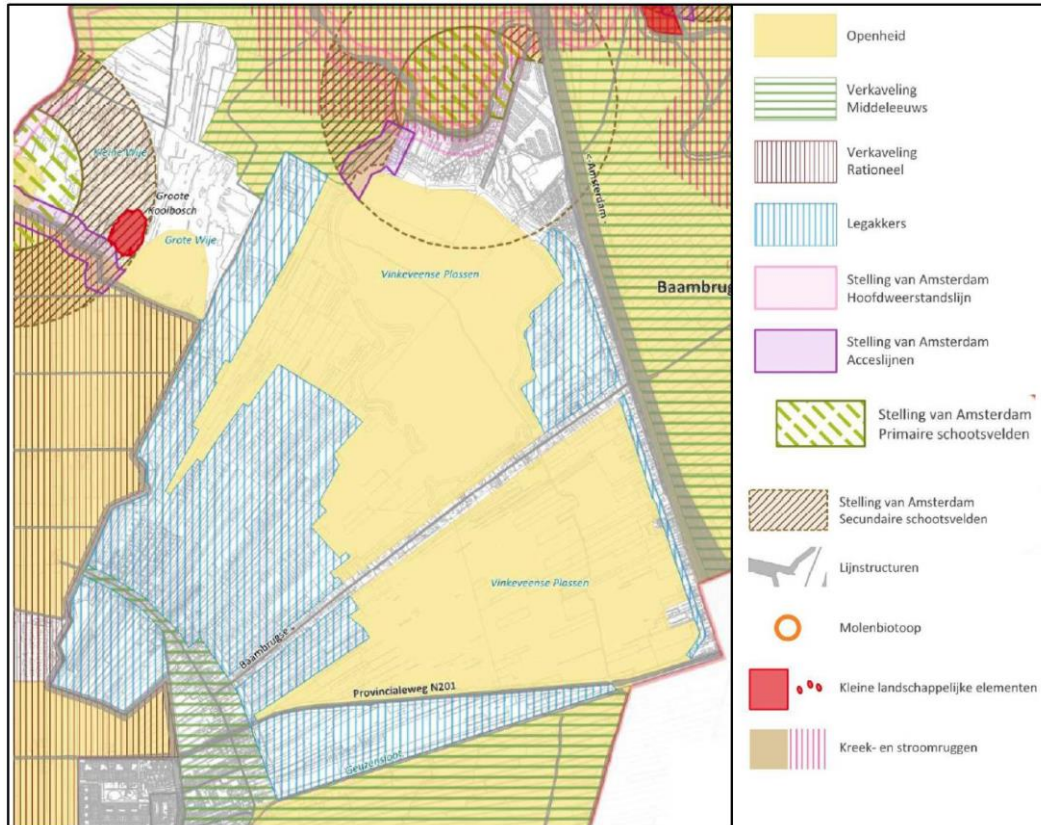 Kleine Wije
Groote
Kooibosch
Grote Wije
< Amsterdam
Vinkeveense Plassen
Baambrug
Vinkeveense Plassen
Baambrugse
Provincialeweg N201
Geuzensloot
Openheid
Verkaveling
Middeleeuws
Verkaveling
Rationeel
Legakkers
Stelling van Amsterdam
Hoofdweerstandslijn
Stelling van Amsterdam
Acceslijnen
Stelling van Amsterdam
Primaire schootsvelden
Stelling van Amsterdam
Secundaire schootsvelden
Lijnstructuren
Molenbiotoop
Kleine landschappelijke elementen
Kreek- en stroomruggen